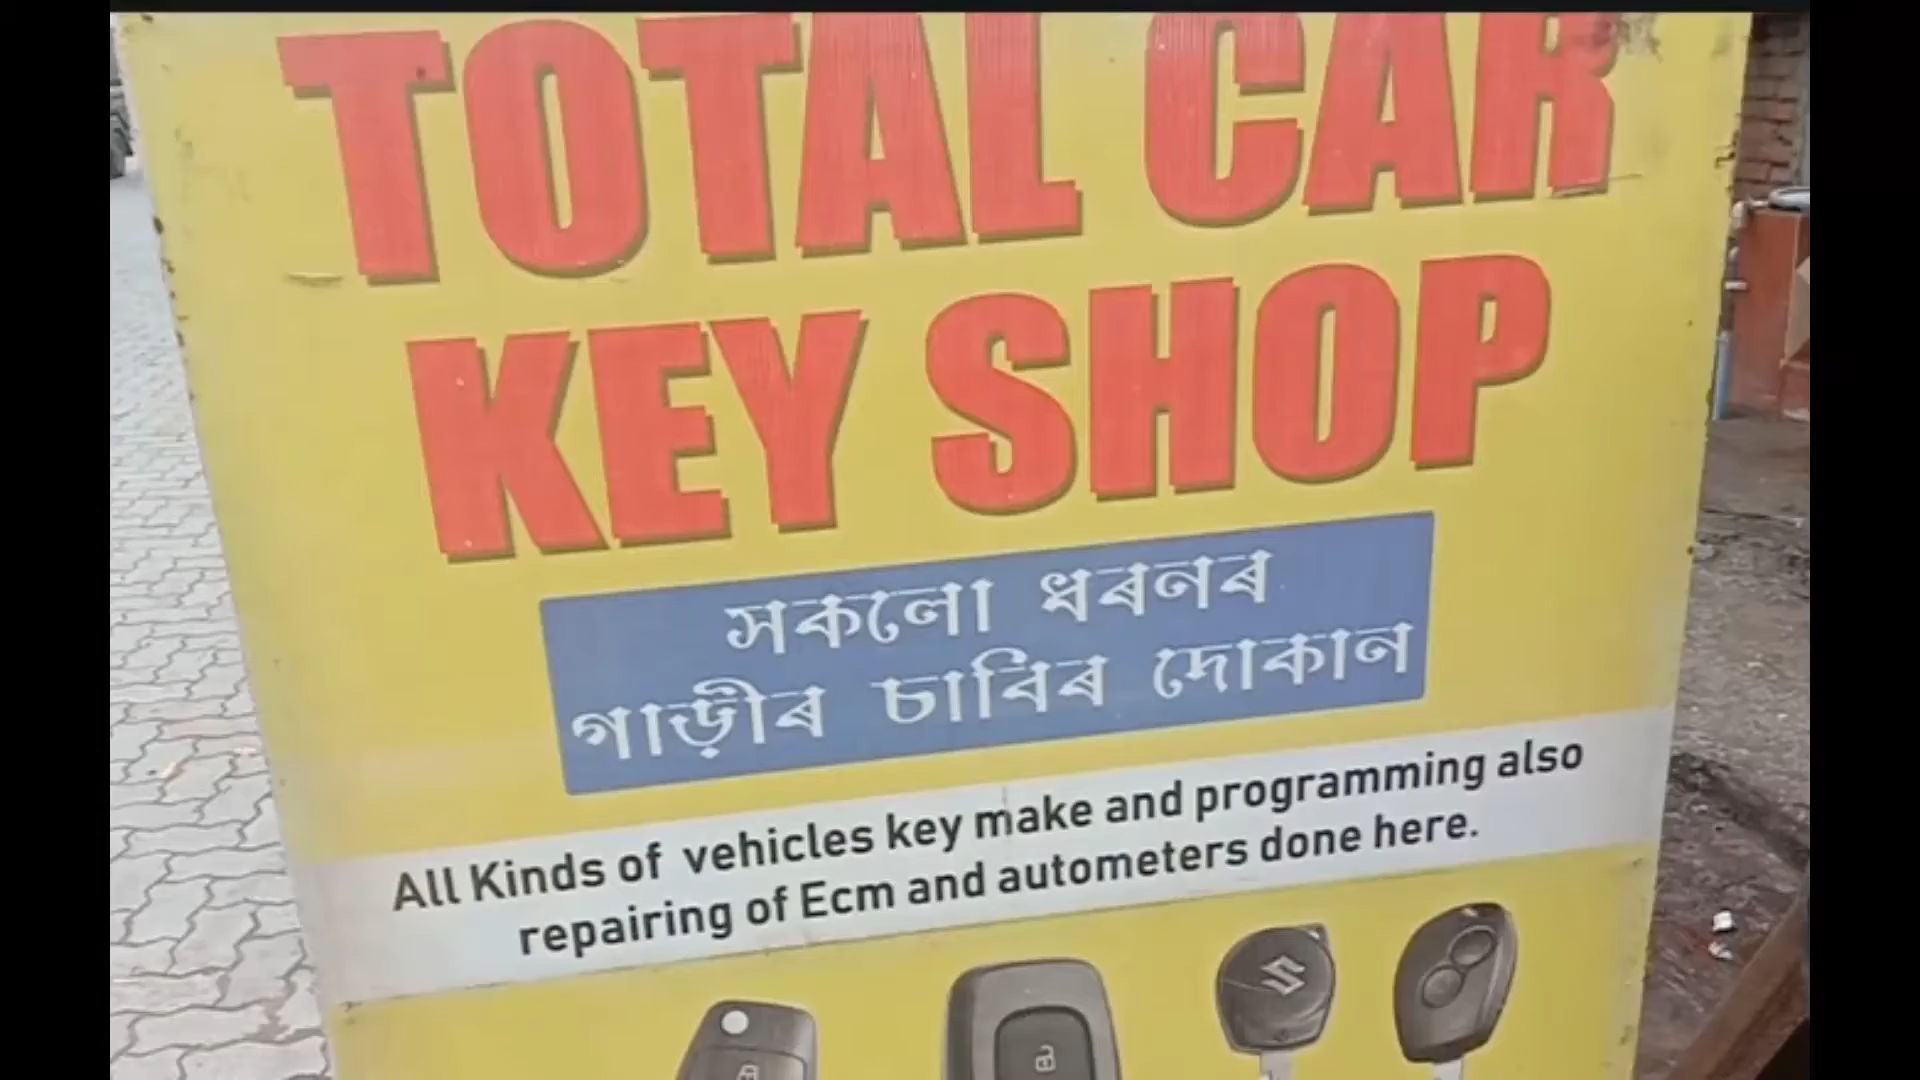 TOTAL CAR
KEY SHOP
সকলো ধৰনৰ
গাড়ীৰ চাবিৰ দোকান
All Kinds of vehicles key make and programming also
repairing of Ecm and autometers done here.